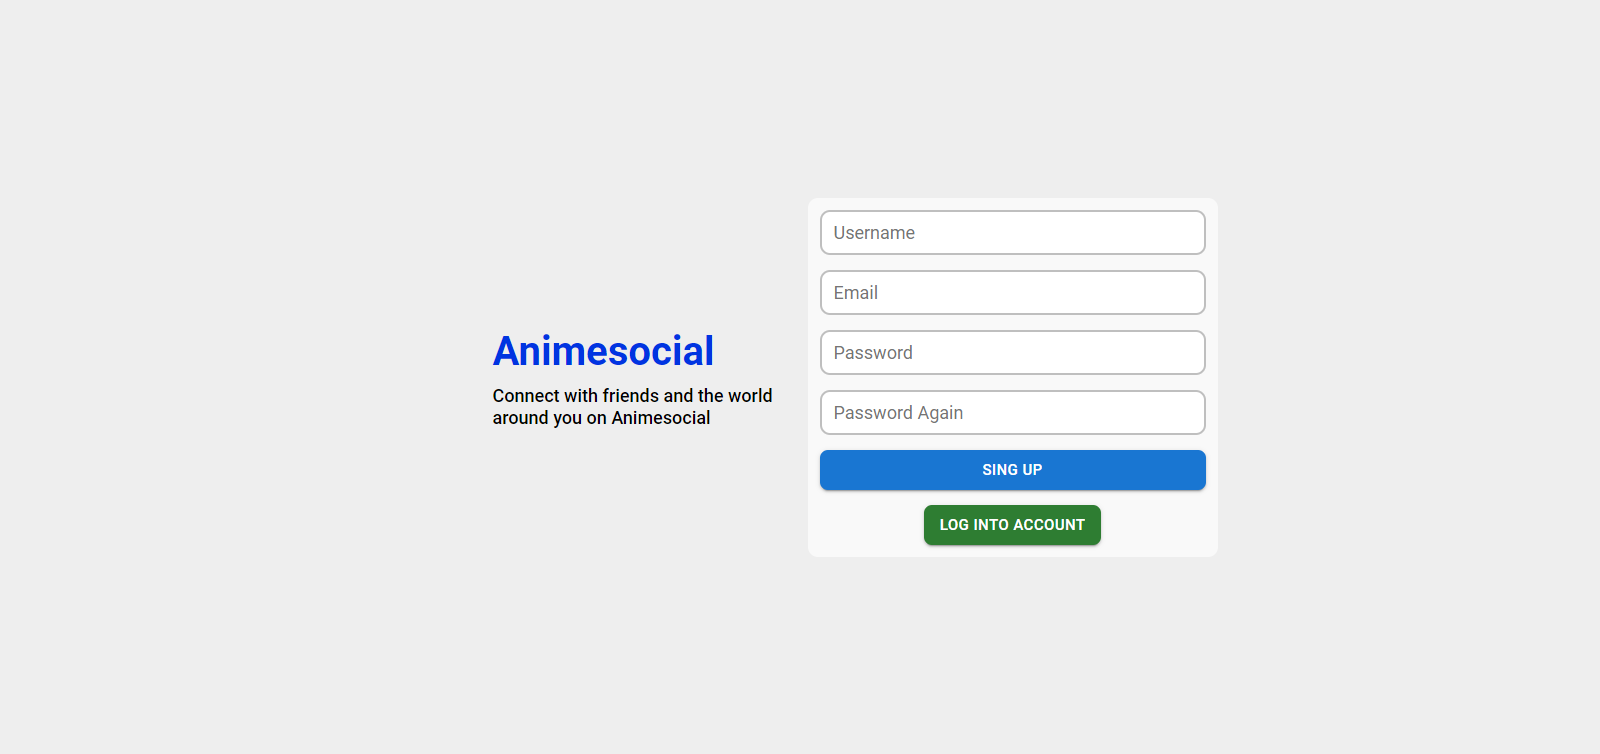 Animesocial
Connect with friends and the world
around you on Animesocial
Username
Email
Password
Password Again
SING UP
LOG INTO ACCOUNT